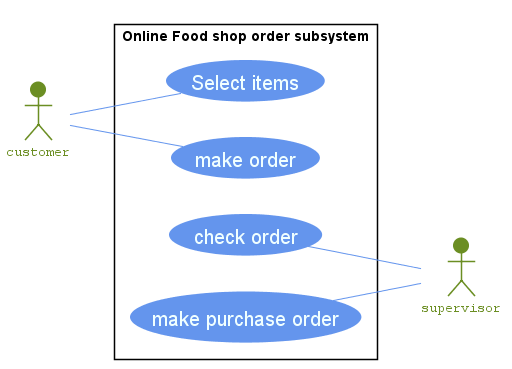 Online Food shop order subsystem
Select items
customer
make order
check order
supervisor
make purchase order